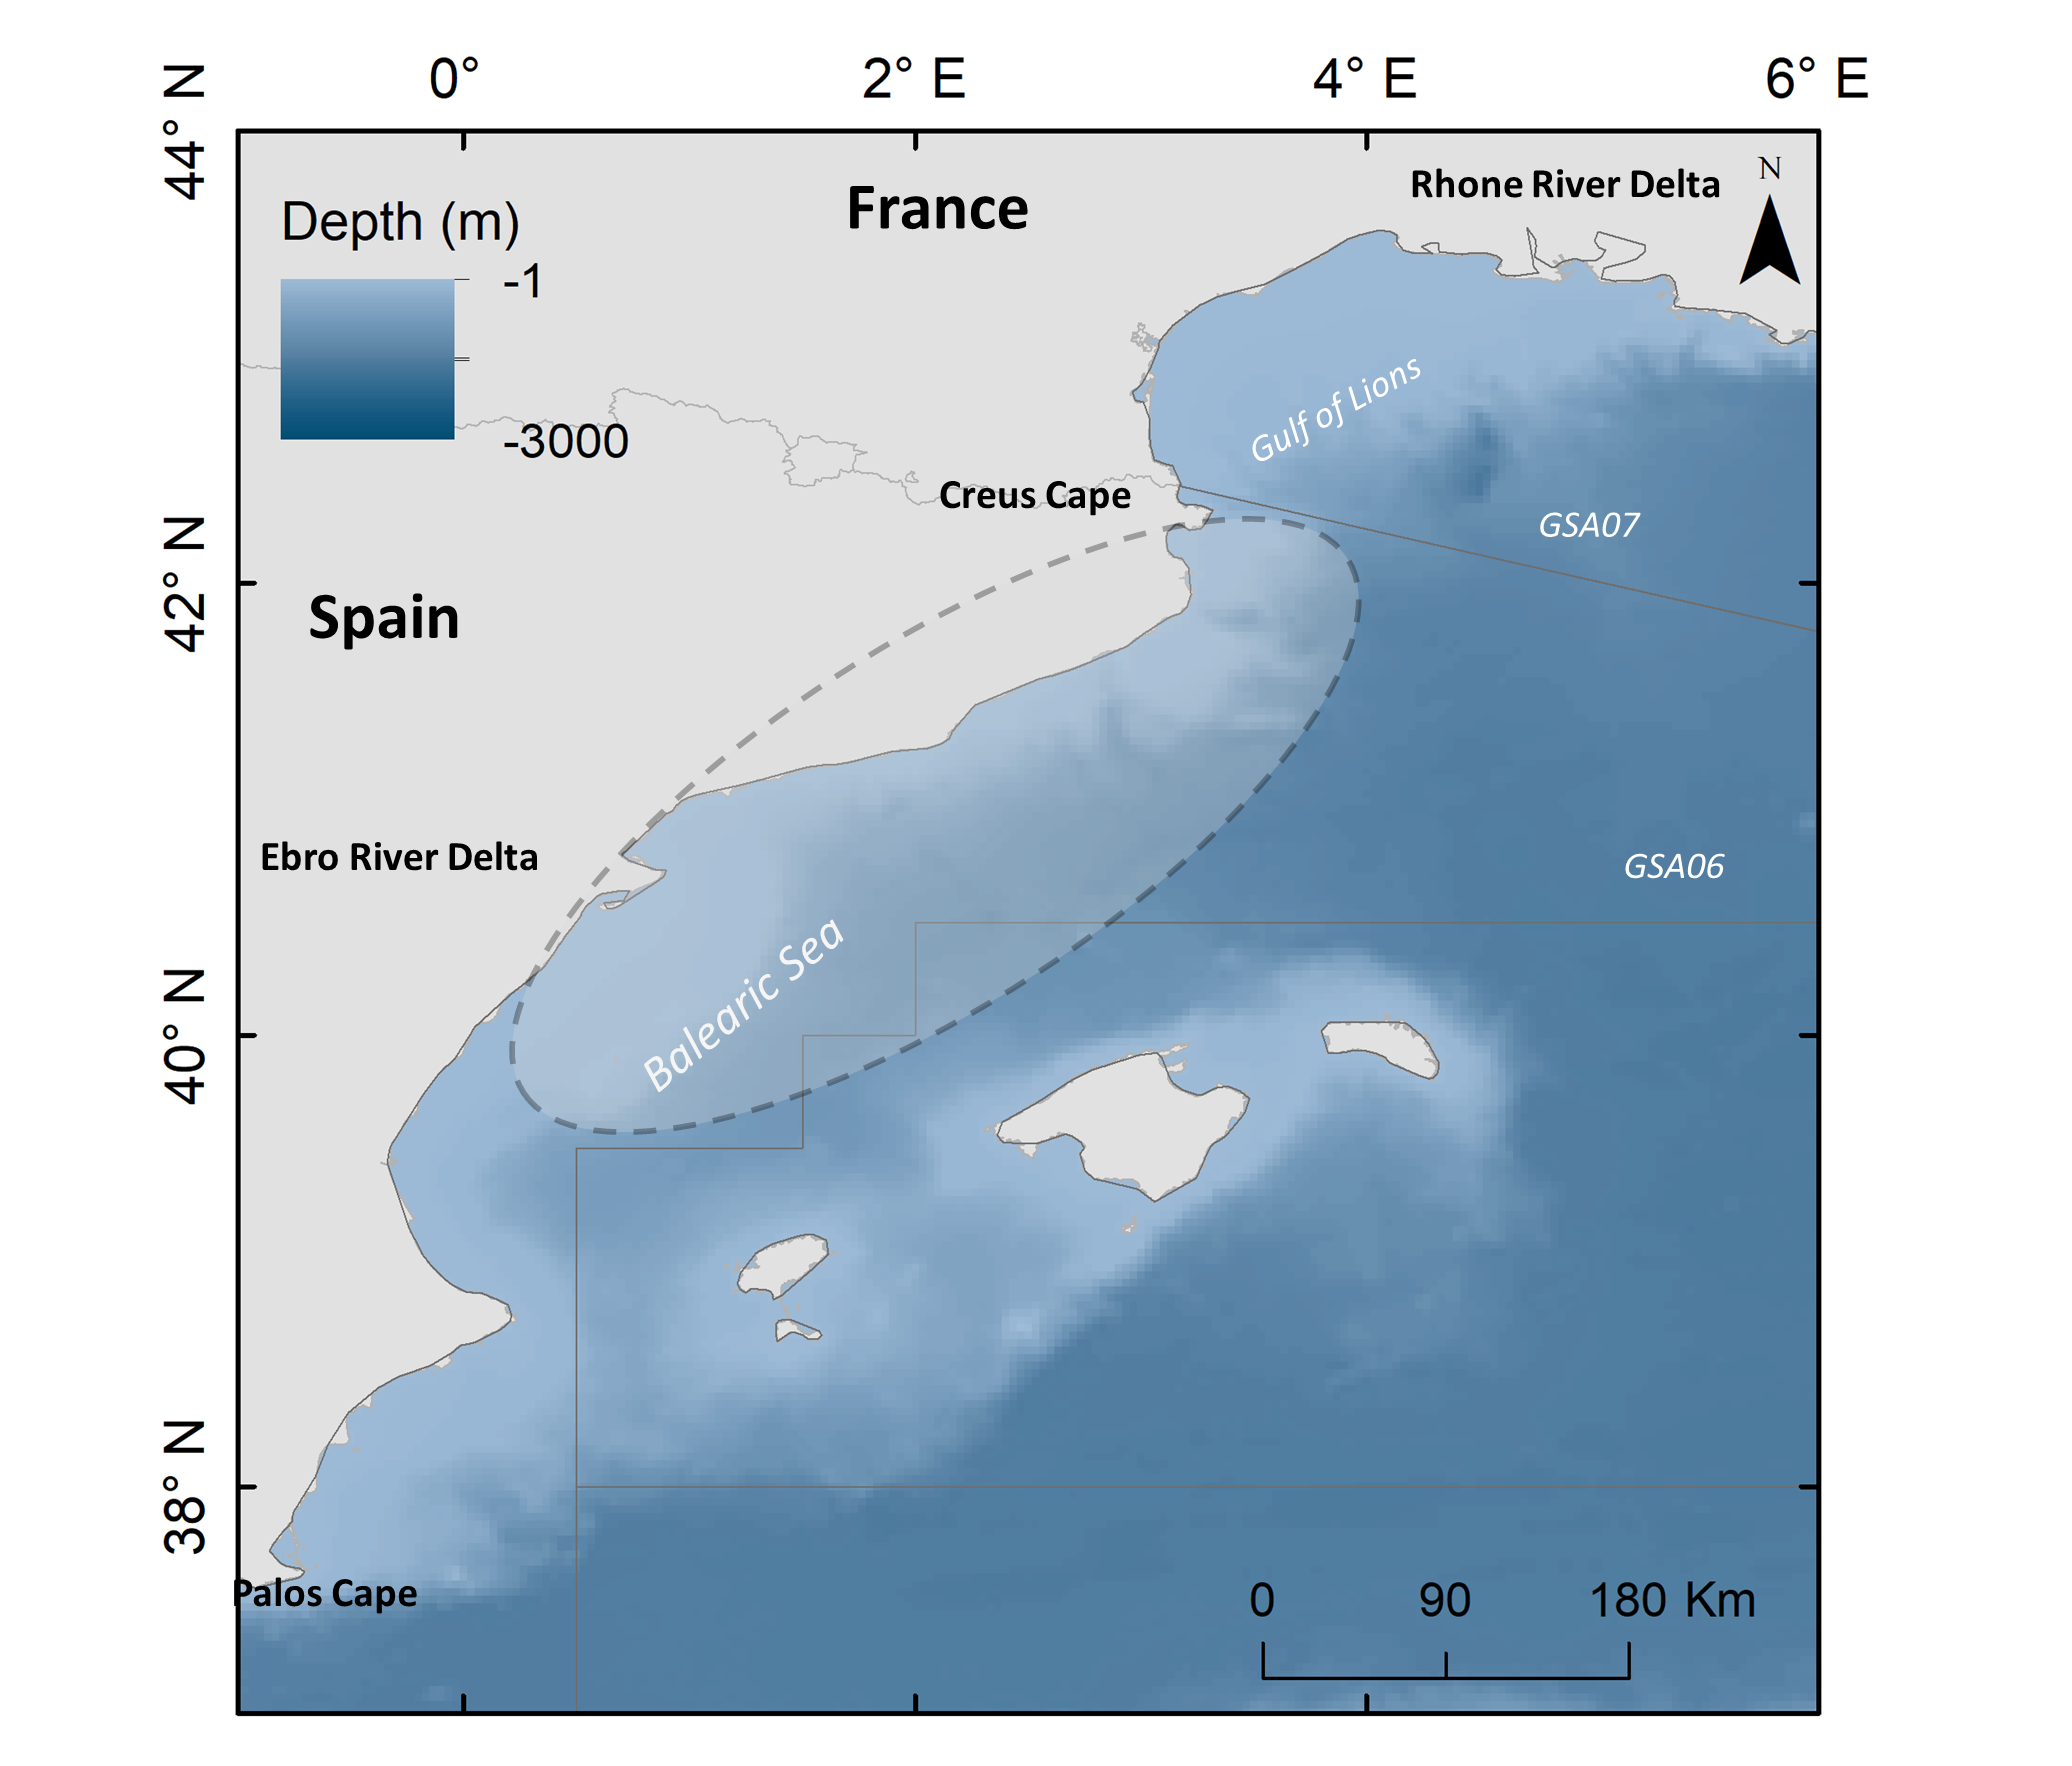 0°
2° E
4° E
6° E
44° N
42° N
40° N
38° N
Depth (m)
-1
-3000
France
Rhone River Delta
N
Gulf of Lions
Creus Cape
GSA07
Spain
Ebro River Delta
GSA06
Balearic Sea
Palos Cape
0 90 180 Km